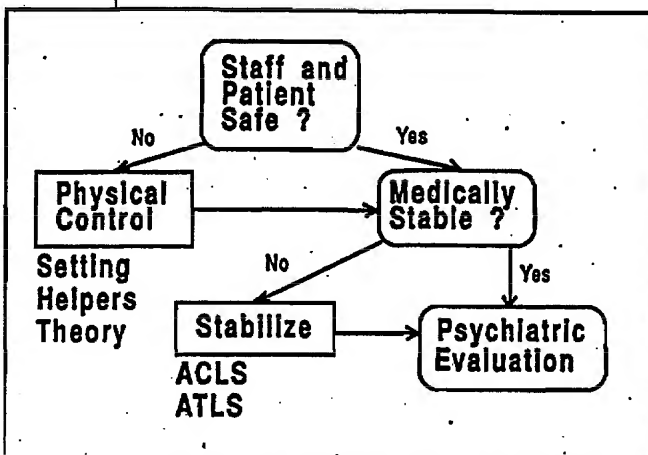 Staff and
Patient
Safe ?
No
Yes
Physical
Control
Medically
Stable ?
Setting
Helpers
Theory
No
Yes
Stabilize
Psychiatric
Evaluation
ACLS
ATLS